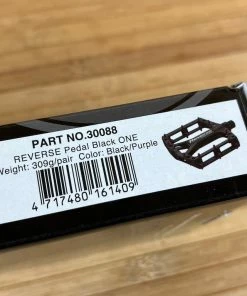 PART NO.30088
REVERSE Pedal Black ONE
Weight: 309g/pair Color: Black/Purple
4 717480 161409